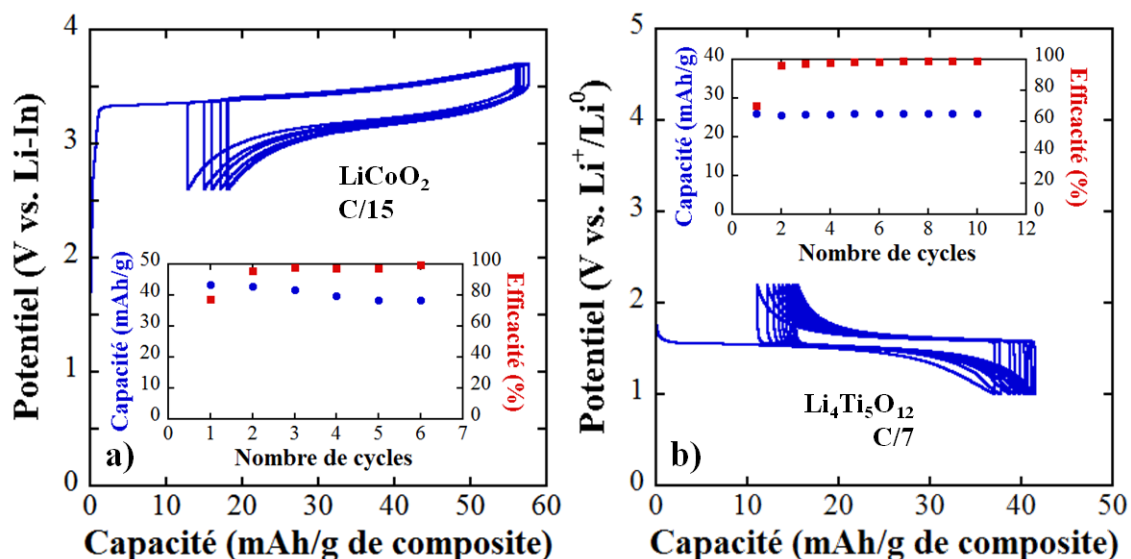 4
3
2
1
0
Potentiel (V vs. Li-In)
LiCoO₂
C/15
50
40
30
20
10
0
Capacité (mAh/g)
100
80
60
40
20
0
Efficacité (%)
0 1 2 3 4 5 6 7
Nombre de cycles
a)
0 10 20 30 40 50 60
Capacité (mAh/g de composite)
5
4
3
2
1
0
Potentiel (V vs. Li⁺/Li⁰)
40
30
20
10
0
Capacité (mAh/g)
100
80
60
40
20
0
Efficacité (%)
0 2 4 6 8 10 12
Nombre de cycles
Li₄Ti₅O₁₂
C/7
b)
0 10 20 30 40 50
Capacité (mAh/g de composite)